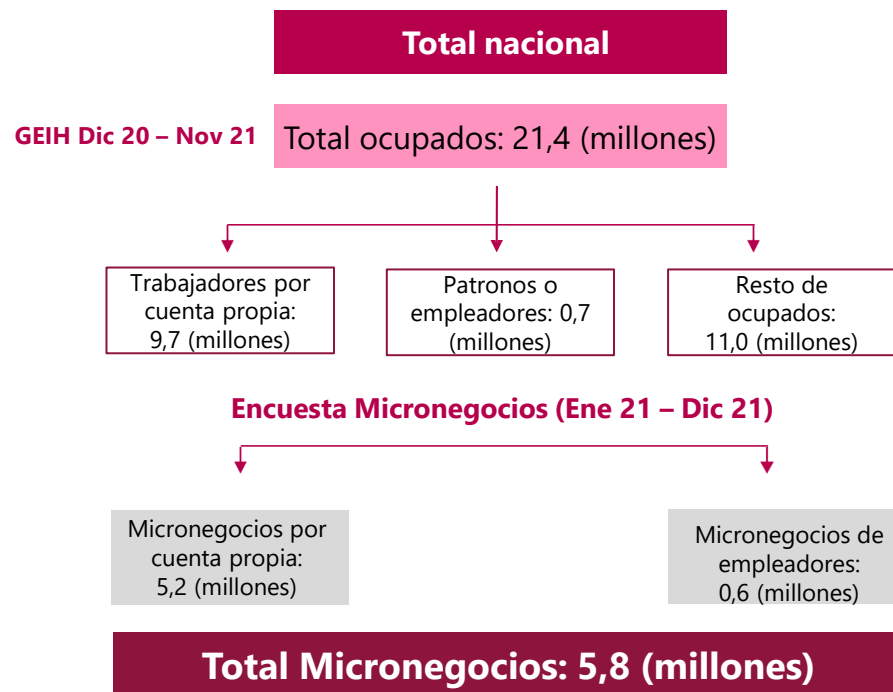 Total nacional
GEIH Dic 20 – Nov 21
Total ocupados: 21,4 (millones)
Trabajadores por
cuenta propia:
9,7 (millones)
Patronos o
empleadores: 0,7
(millones)
Resto de
ocupados:
11,0 (millones)
Encuesta Micronegocios (Ene 21 – Dic 21)
Micronegocios por
cuenta propia:
5,2 (millones)
Micronegocios de
empleadores:
0,6 (millones)
Total Micronegocios: 5,8 (millones)